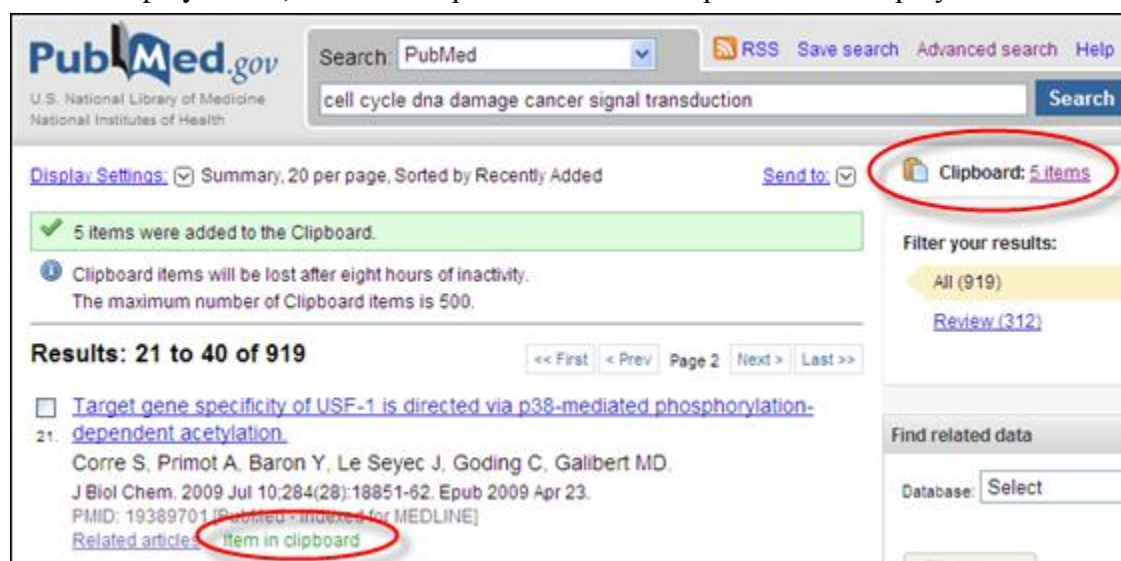 PubMed.gov
U.S. National Library of Medicine
National Institutes of Health
Search: PubMed
RSS Save search Advanced search Help
cell cycle dna damage cancer signal transduction
Search
Display Settings: Summary, 20 per page, Sorted by Recently Added
Send to:
Clipboard: 5 items
5 items were added to the Clipboard.
Clipboard items will be lost after eight hours of inactivity.
The maximum number of Clipboard items is 500.
Filter your results:
All (919)
Review (312)
Results: 21 to 40 of 919
<< First < Prev Page 2 Next > Last >>
Target gene specificity of USF-1 is directed via p38-mediated phosphorylation-
21. dependent acetylation.
Corre S, Primot A, Baron Y, Le Seyec J, Goding C, Galibert MD.
J Biol Chem. 2009 Jul 10;284(28):18851-62. Epub 2009 Apr 23.
PMID: 19389701 [PubMed - indexed for MEDLINE]
Related articles Item in clipboard
Find related data
Database: Select